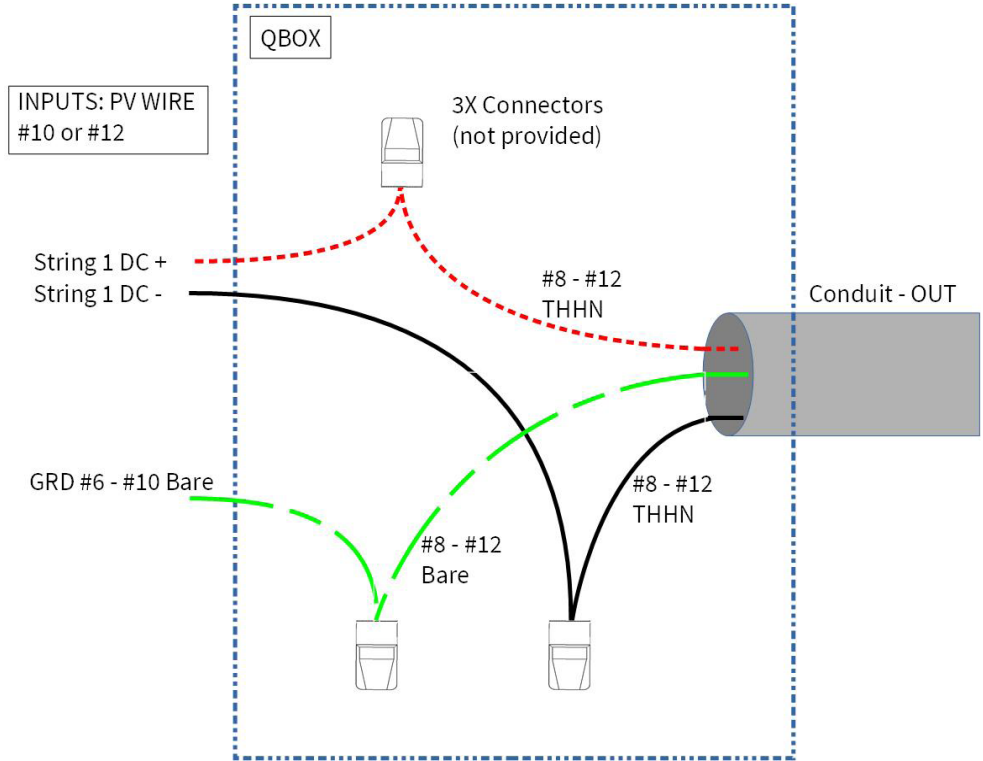 QBOX
INPUTS: PV WIRE
#10 or #12
3X Connectors
(not provided)
String 1 DC +
String 1 DC -
#8 - #12
THHN
Conduit - OUT
GRD #6 - #10 Bare
#8 - #12
THHN
#8 - #12
Bare